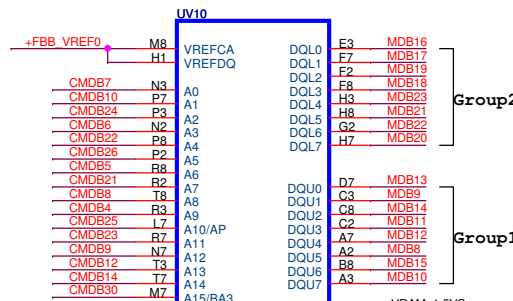 UV10
+FBB_VREF0 M8 VREFCA DQL0 E3 MDB16
H1 VREFDQ DQL1 F7 MDB17
DQL2 F2 MDB19
CMDB7 N3 A0 DQL3 F8 MDB18
CMDB10 P7 A1 DQL4 H3 MDB23
CMDB24 P3 A2 DQL5 H8 MDB21
CMDB6 N2 A3 DQL6 G2 MDB22
CMDB22 P8 A4 DQL7 H7 MDB20
Group2
CMDB26 P2 A5
CMDB5 R8 A6
CMDB21 R2 A7 DQU0 D7 MDB13
CMDB8 T8 A8 DQU1 C3 MDB9
CMDB4 R3 A9 DQU2 C8 MDB14
CMDB25 L7 A10/AP DQU3 C2 MDB11
CMDB23 R7 A11 DQU4 A7 MDB12
Group1
CMDB9 N7 A12 DQU5 A2 MDB8
CMDB12 T3 A13 DQU6 B8 MDB15
CMDB14 T7 A14 DQU7 A3 MDB10
CMDB30 M7 A15/BA3